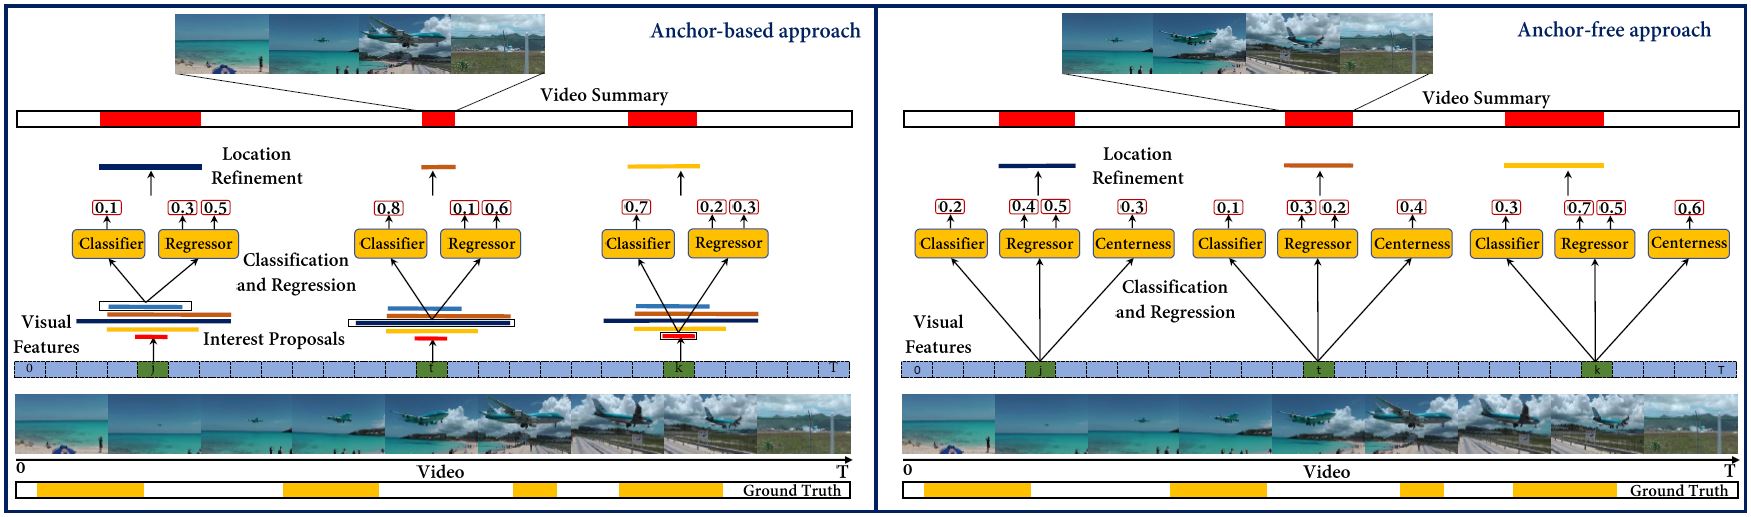 Anchor-based approach
Video Summary
Location
Refinement
0.1
0.3
0.5
0.8
0.1
0.6
0.7
0.2
0.3
Classifier
Regressor
Classifier
Regressor
Classifier
Regressor
Classification
and Regression
Visual
Features
Interest Proposals
0
j
t
k
T
0
Video
T
Ground Truth
Anchor-free approach
Video Summary
Location
Refinement
0.2
0.4
0.5
0.3
0.1
0.3
0.2
0.4
0.3
0.7
0.5
0.6
Classifier
Regressor
Centerness
Classifier
Regressor
Centerness
Classifier
Regressor
Centerness
Classification
and Regression
Visual
Features
0
j
t
k
T
0
Video
T
Ground Truth